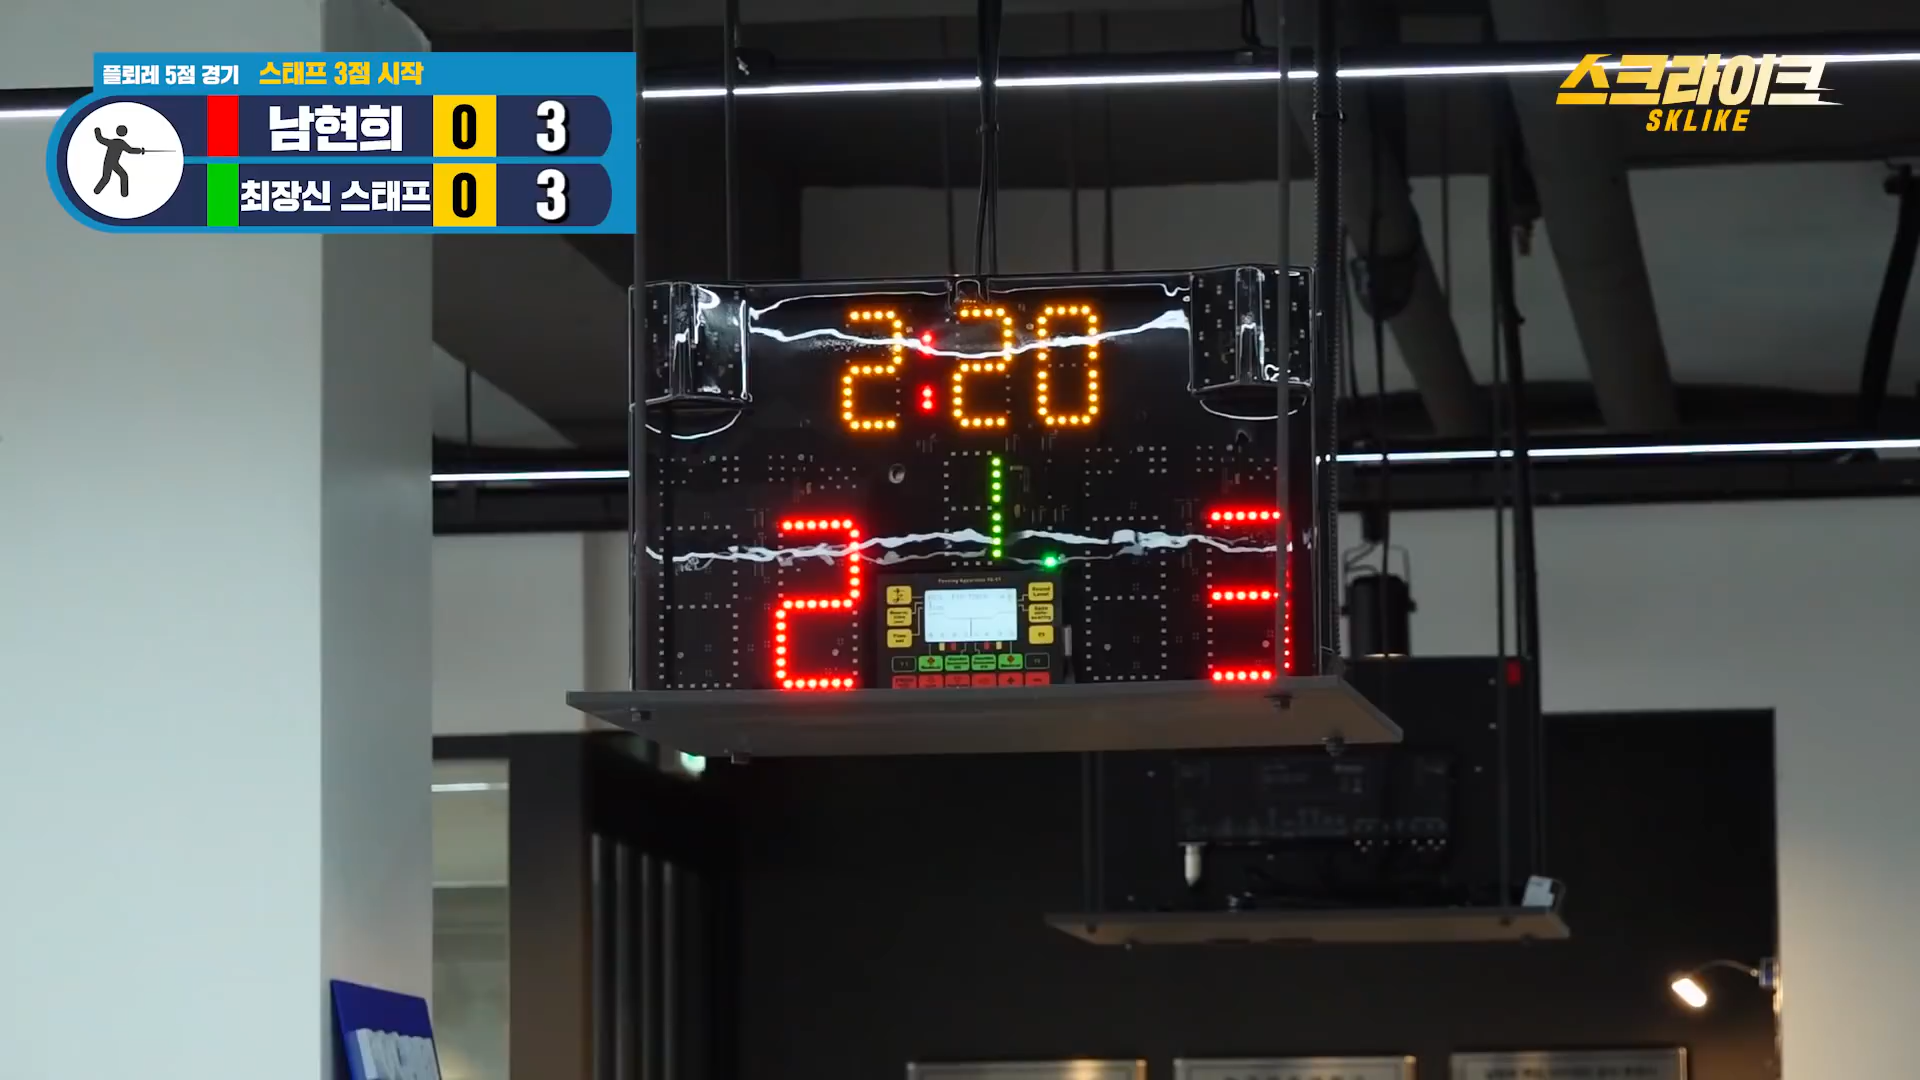 플뢰레 5점 경기 스태프 3점 시작
남현희 0 3
최장신 스태프 0 3
스크라이크
SKLIKE
2:20
1
2 3